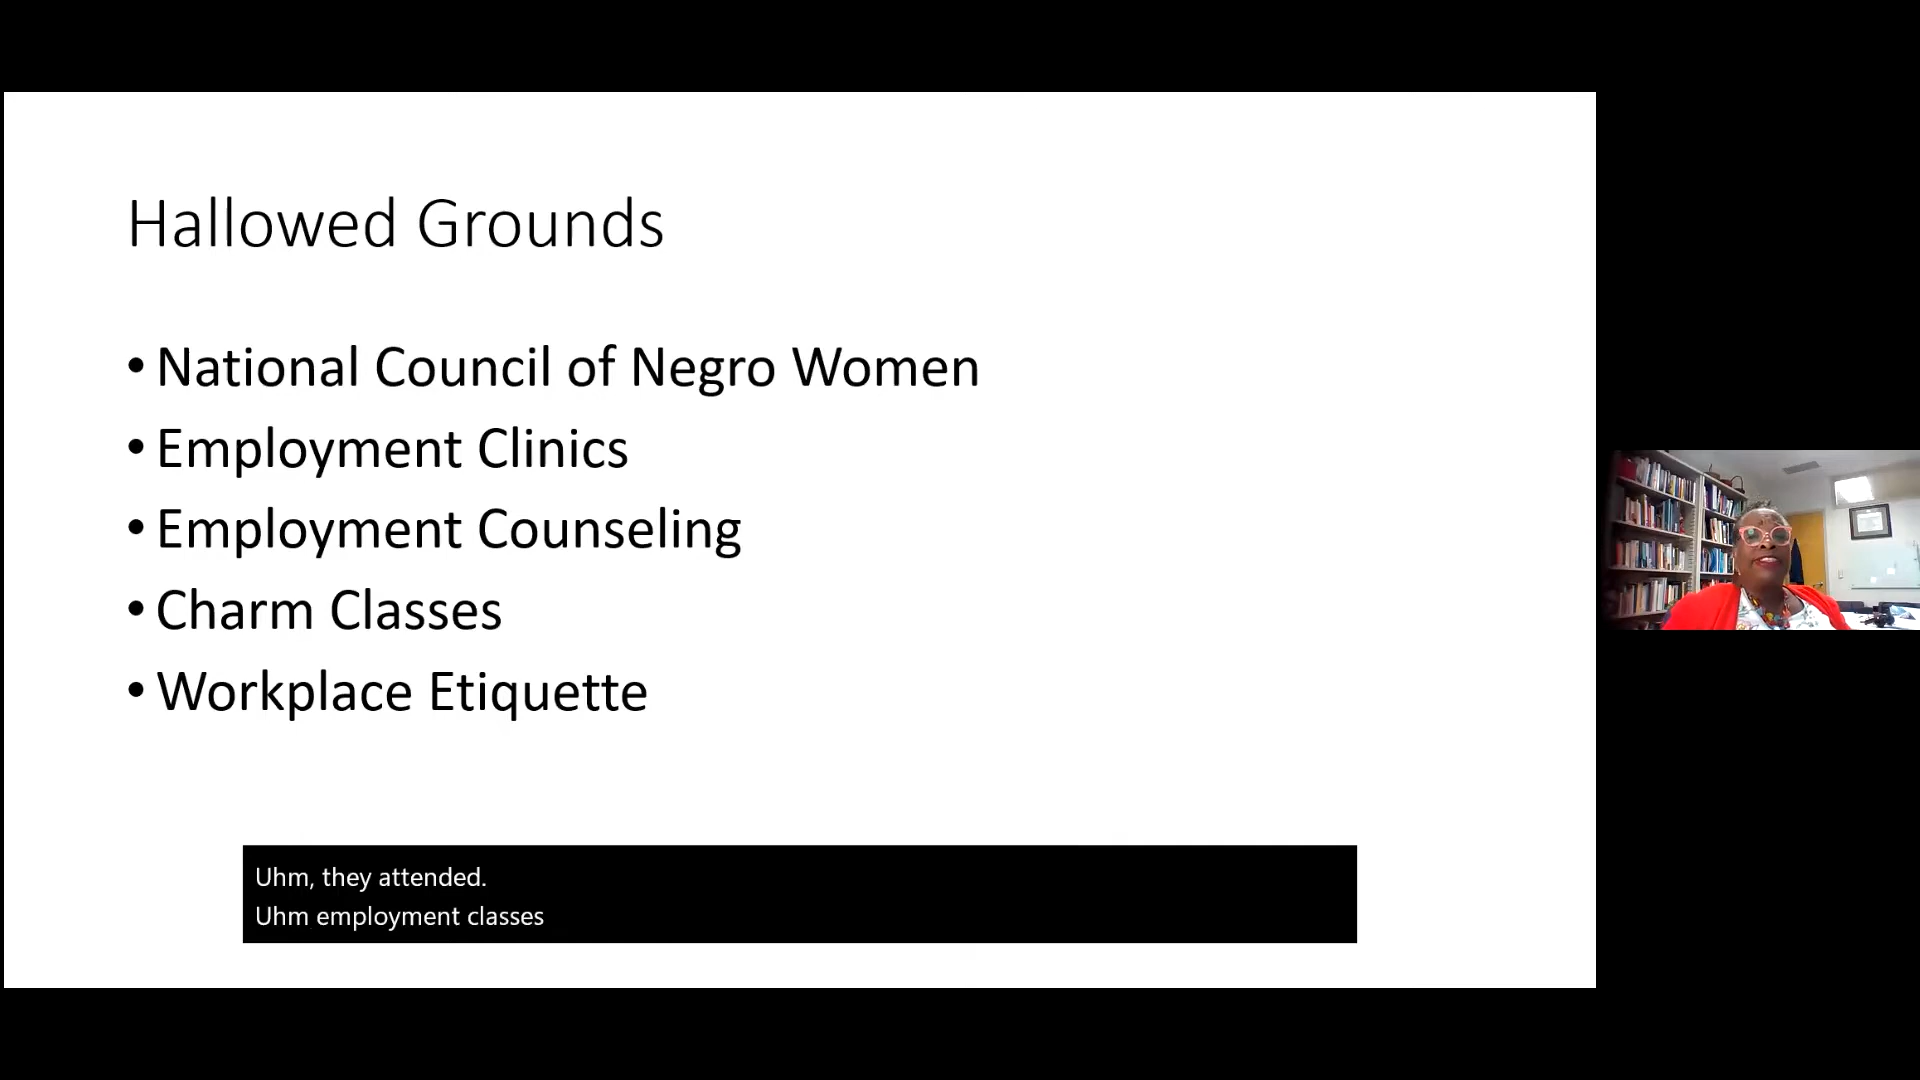 Hallowed Grounds
• National Council of Negro Women
• Employment Clinics
• Employment Counseling
• Charm Classes
• Workplace Etiquette
Uhm, they attended.
Uhm employment classes